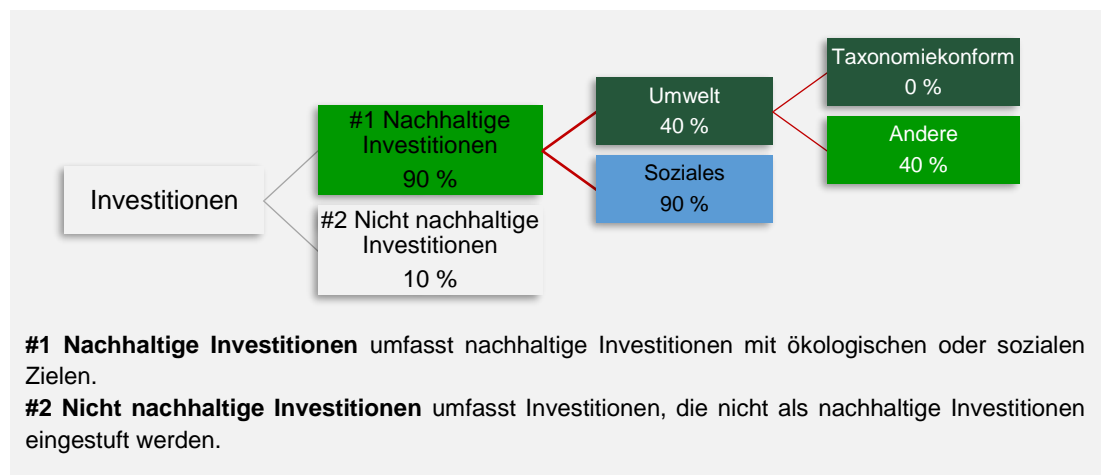 Investitionen
#1 Nachhaltige
Investitionen
90 %
#2 Nicht nachhaltige
Investitionen
10 %
Umwelt
40 %
Soziales
90 %
Taxonomiekonform
0 %
Andere
40 %
#1 Nachhaltige Investitionen umfasst nachhaltige Investitionen mit ökologischen oder sozialen
Zielen.
#2 Nicht nachhaltige Investitionen umfasst Investitionen, die nicht als nachhaltige Investitionen
eingestuft werden.